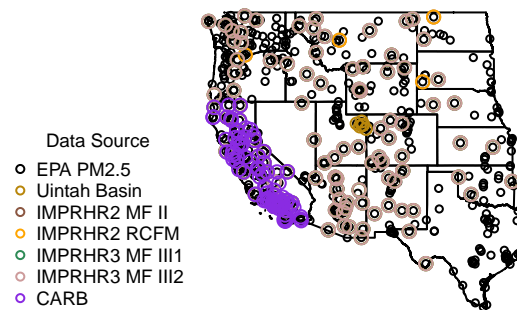 Data Source
EPA PM2.5
Uintah Basin
IMPRHR2 MF II
IMPRHR2 RCFM
IMPRHR3 MF III1
IMPRHR3 MF III2
CARB